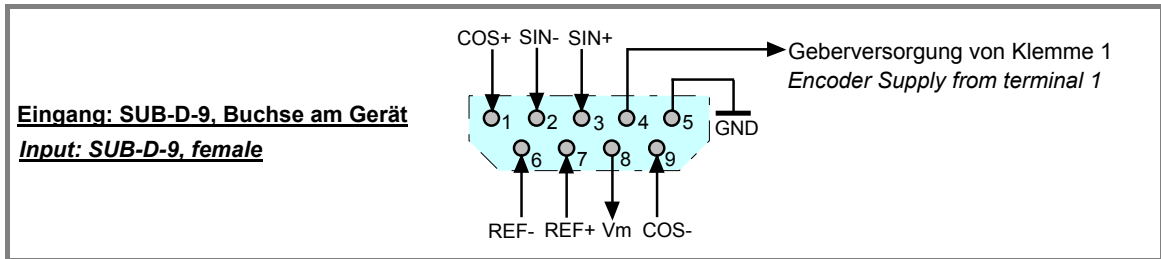 COS+ SIN- SIN+
Geberversorgung von Klemme 1
Encoder Supply from terminal 1
Eingang: SUB-D-9, Buchse am Gerät
Input: SUB-D-9, female
1 2 3 4 5
GND
6 7 8 9
REF- REF+ Vm COS-